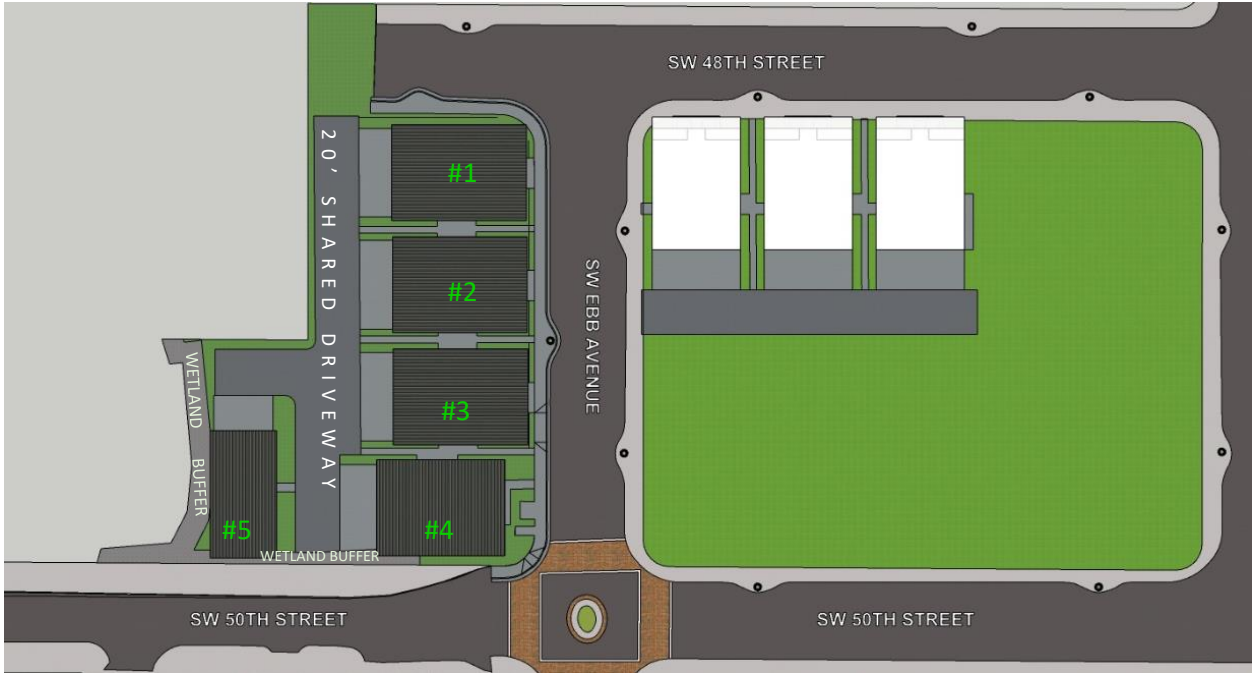 SW 48TH STREET
20' SHARED DRIVEWAY
#1
#2
SW EBB AVENUE
#3
WETLAND BUFFER
#5
#4
WETLAND BUFFER
SW 50TH STREET
SW 50TH STREET